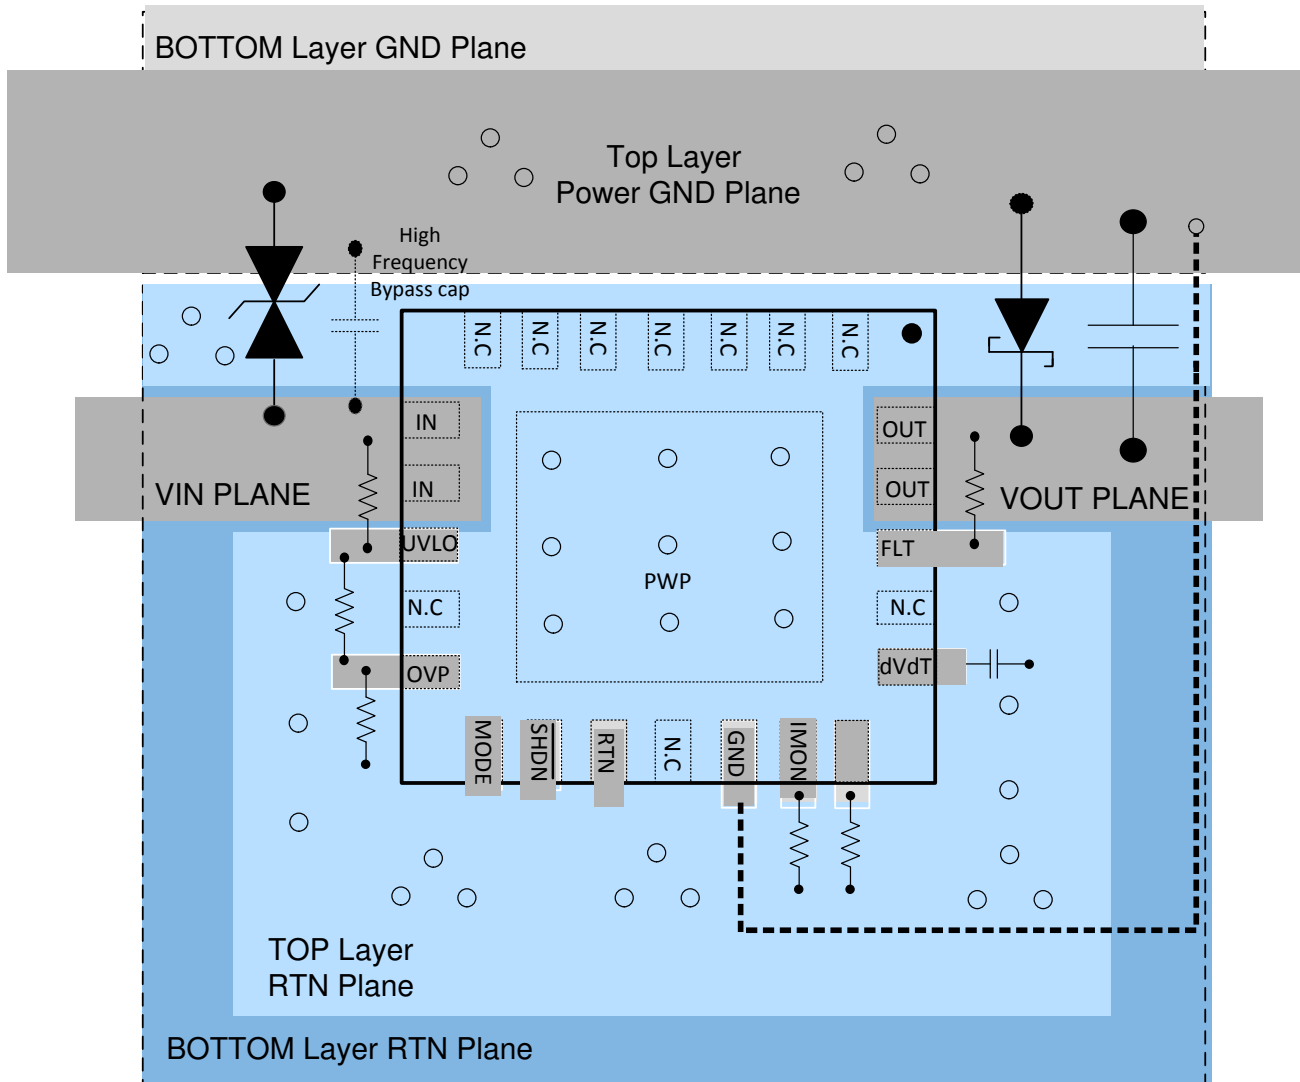 BOTTOM Layer GND Plane
Top Layer
Power GND Plane
High
Frequency
Bypass cap
N.C
N.C
N.C
N.C
N.C
N.C
N.C
IN
OUT
IN
OUT
VIN PLANE
VOUT PLANE
UVLO
FLT
PWP
N.C
N.C
OVP
dVdT
MODE
SHDN
RTN
N.C
GND
IMON
TOP Layer
RTN Plane
BOTTOM Layer RTN Plane